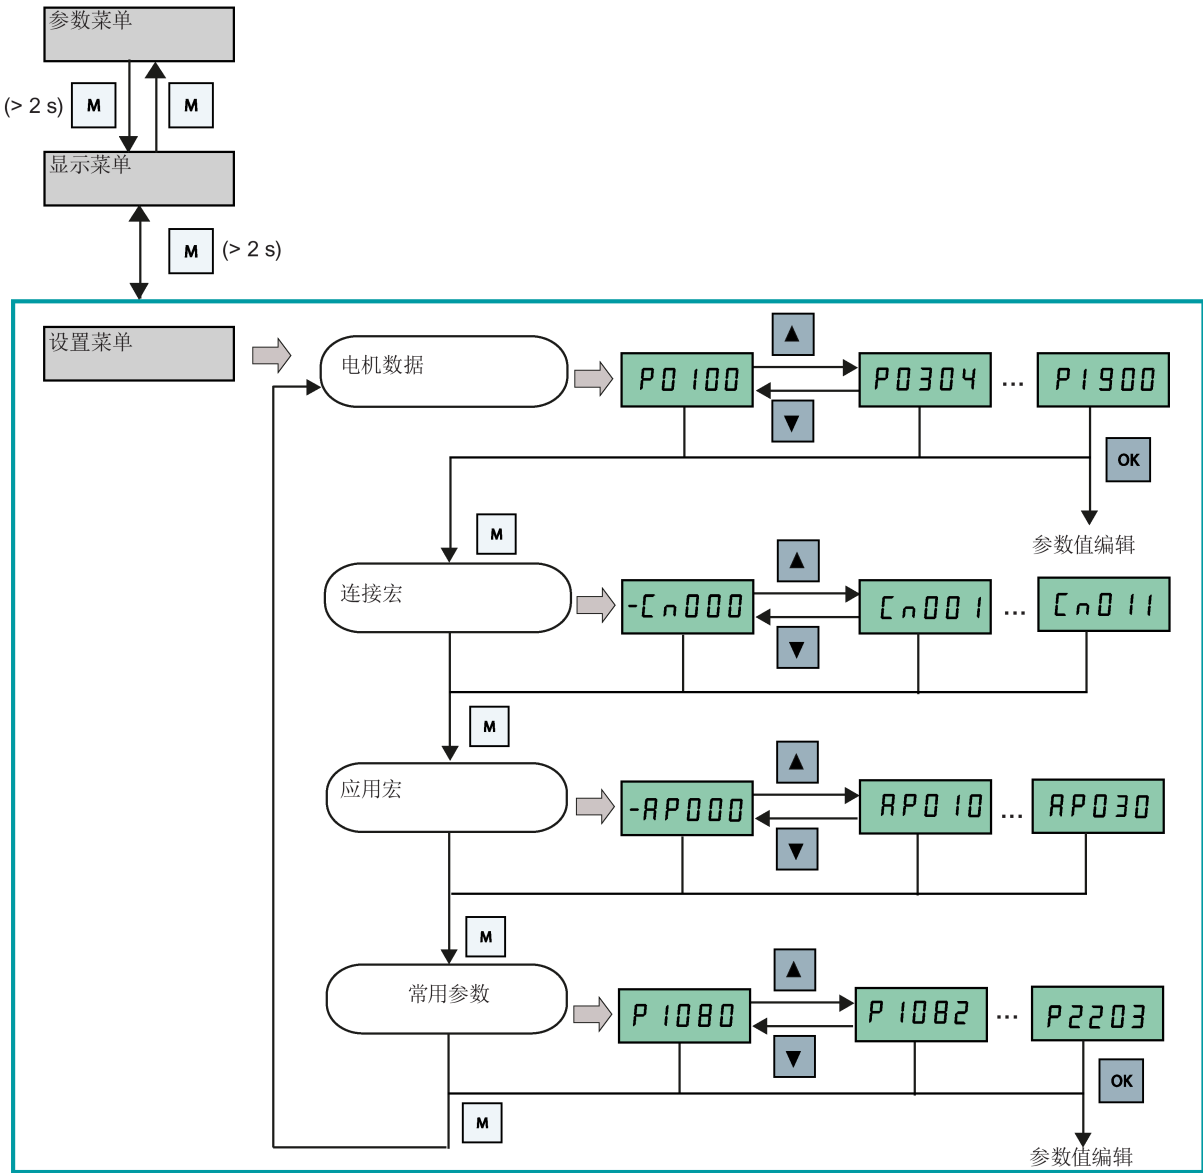 参数菜单
(> 2 s) M M
显示菜单
M (> 2 s)
设置菜单
电机数据
▲
P0100 P0304 ... P1900
▼
OK
M
参数值编辑
连接宏
▲
-Cn000 Cn001 ... Cn011
▼
M
应用宏
▲
-AP000 AP010 ... AP030
▼
M
常用参数
▲
P1080 P1082 ... P2203
▼
OK
M
参数值编辑